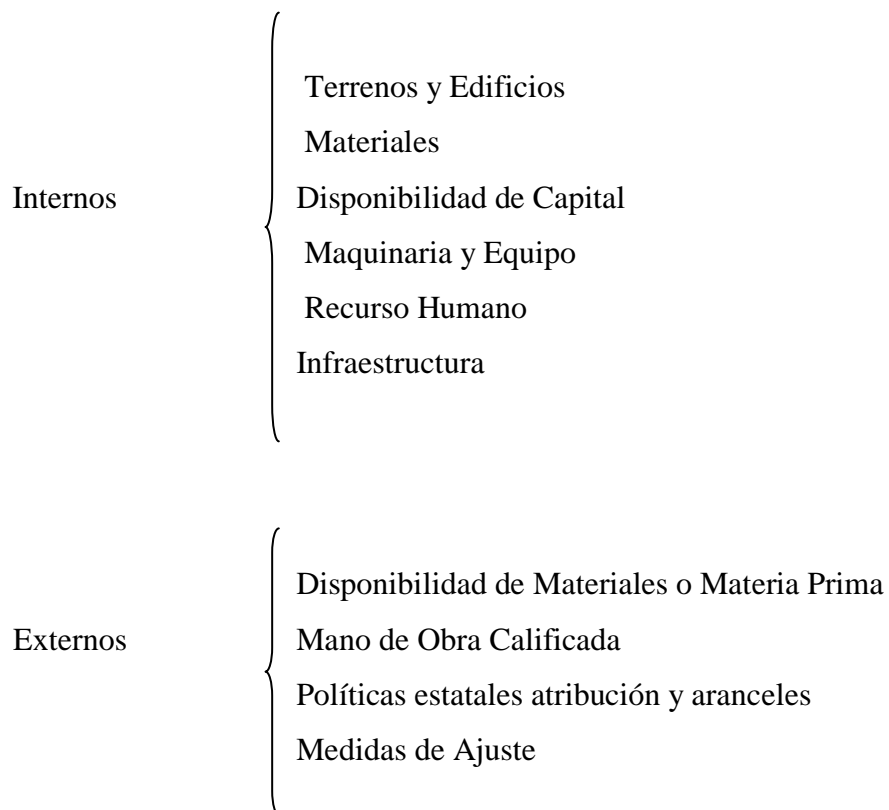 Terrenos y Edificios
Materiales
Internos Disponibilidad de Capital
Maquinaria y Equipo
Recurso Humano
Infraestructura
Disponibilidad de Materiales o Materia Prima
Externos Mano de Obra Calificada
Políticas estatales atribución y aranceles
Medidas de Ajuste